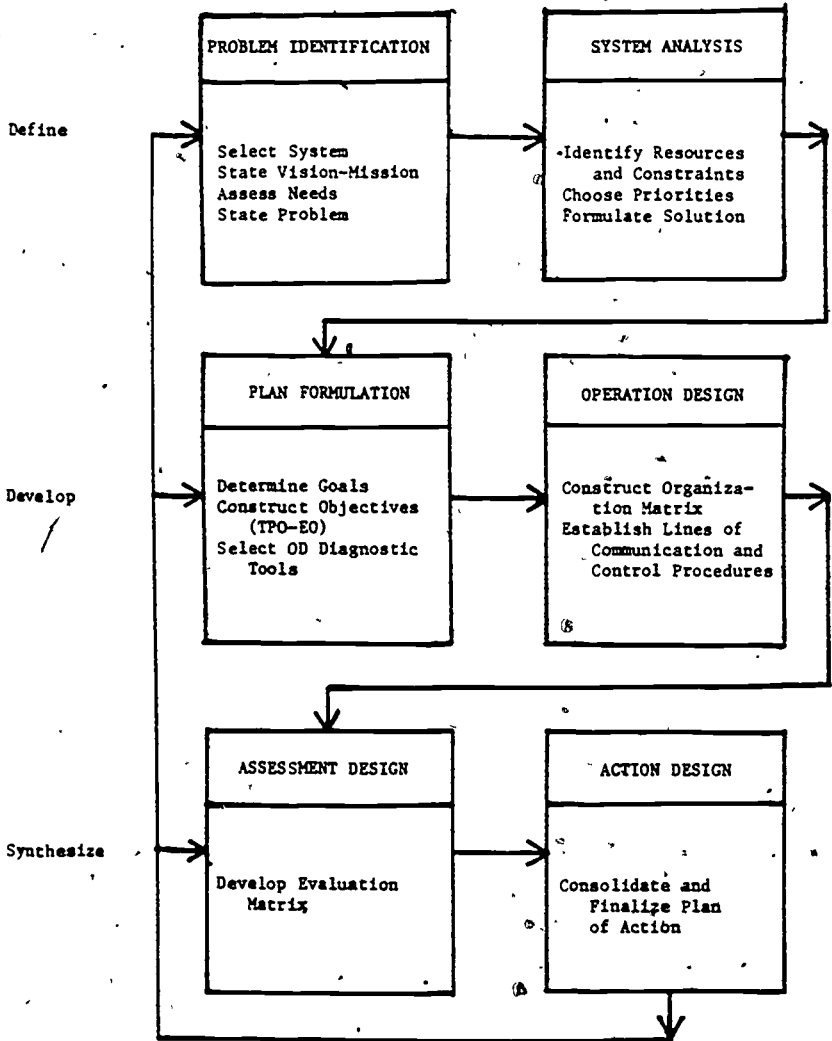 PROBLEM IDENTIFICATION
SYSTEM ANALYSIS
Define
Select System
State Vision-Mission
Assess Needs
State Problem
Identify Resources
and Constraints
Choose Priorities
Formulate Solution
PLAN FORMULATION
OPERATION DESIGN
Develop
Determine Goals
Construct Objectives
(TPO-EO)
Select OD Diagnostic
Tools
Construct Organiza-
tion Matrix
Establish Lines of
Communication and
Control Procedures
ASSESSMENT DESIGN
ACTION DESIGN
Synthesize
Develop Evaluation
Matrix
Consolidate and
Finalize Plan
of Action